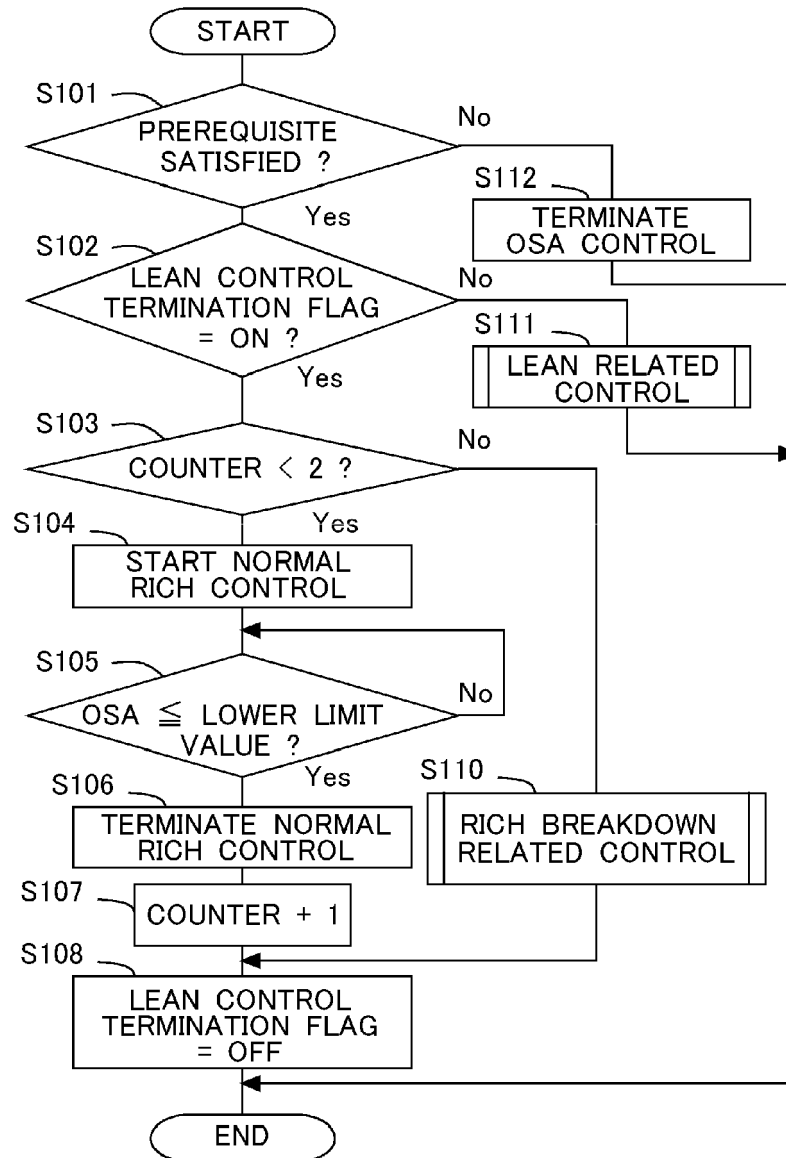 START
S101
PREREQUISITE
SATISFIED ?
No
Yes
S112
TERMINATE
OSA CONTROL
S102
LEAN CONTROL
TERMINATION FLAG
= ON ?
No
Yes
S111
LEAN RELATED
CONTROL
S103
COUNTER < 2 ?
No
Yes
S104
START NORMAL
RICH CONTROL
S105
OSA ≦ LOWER LIMIT
VALUE ?
No
Yes
S106
TERMINATE NORMAL
RICH CONTROL
S110
RICH BREAKDOWN
RELATED CONTROL
S107
COUNTER + 1
S108
LEAN CONTROL
TERMINATION FLAG
= OFF
END